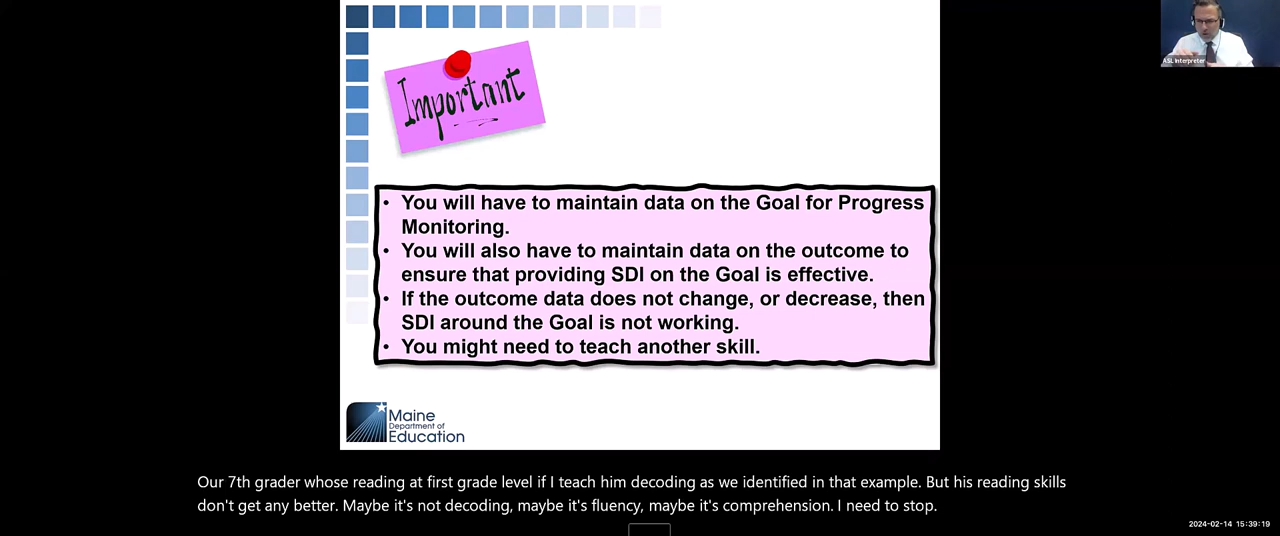 ASL Interpreter
Important
• You will have to maintain data on the Goal for Progress
Monitoring.
• You will also have to maintain data on the outcome to
ensure that providing SDI on the Goal is effective.
• If the outcome data does not change, or decrease, then
SDI around the Goal is not working.
• You might need to teach another skill.
Maine
Department of
Education
Our 7th grader whose reading at first grade level if I teach him decoding as we identified in that example. But his reading skills
don't get any better. Maybe it's not decoding, maybe it's fluency, maybe it's comprehension. I need to stop.
2024-02-14 15:39:19